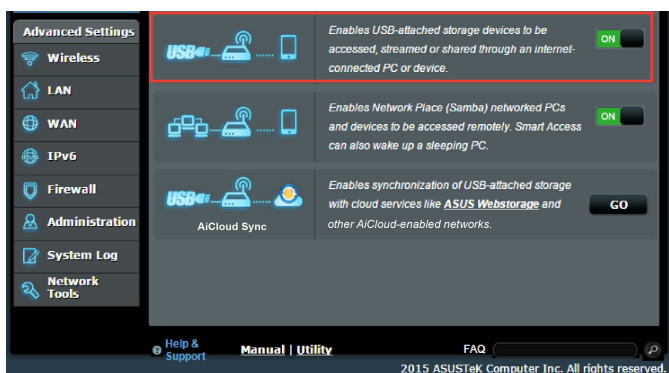 Advanced Settings
Wireless
LAN
WAN
IPv6
Firewall
Administration
System Log
Network
Tools
USB
Enables USB-attached storage devices to be
accessed, streamed or shared through an internet-
connected PC or device.
ON
Enables Network Place (Samba) networked PCs
and devices to be accessed remotely. Smart Access
can also wake up a sleeping PC.
ON
USB
AiCloud Sync
Enables synchronization of USB-attached storage
with cloud services like ASUS Webstorage and
other AiCloud-enabled networks.
GO
Help &
Support
Manual | Utility
FAQ
2015 ASUSTeK Computer Inc. All rights reserved.